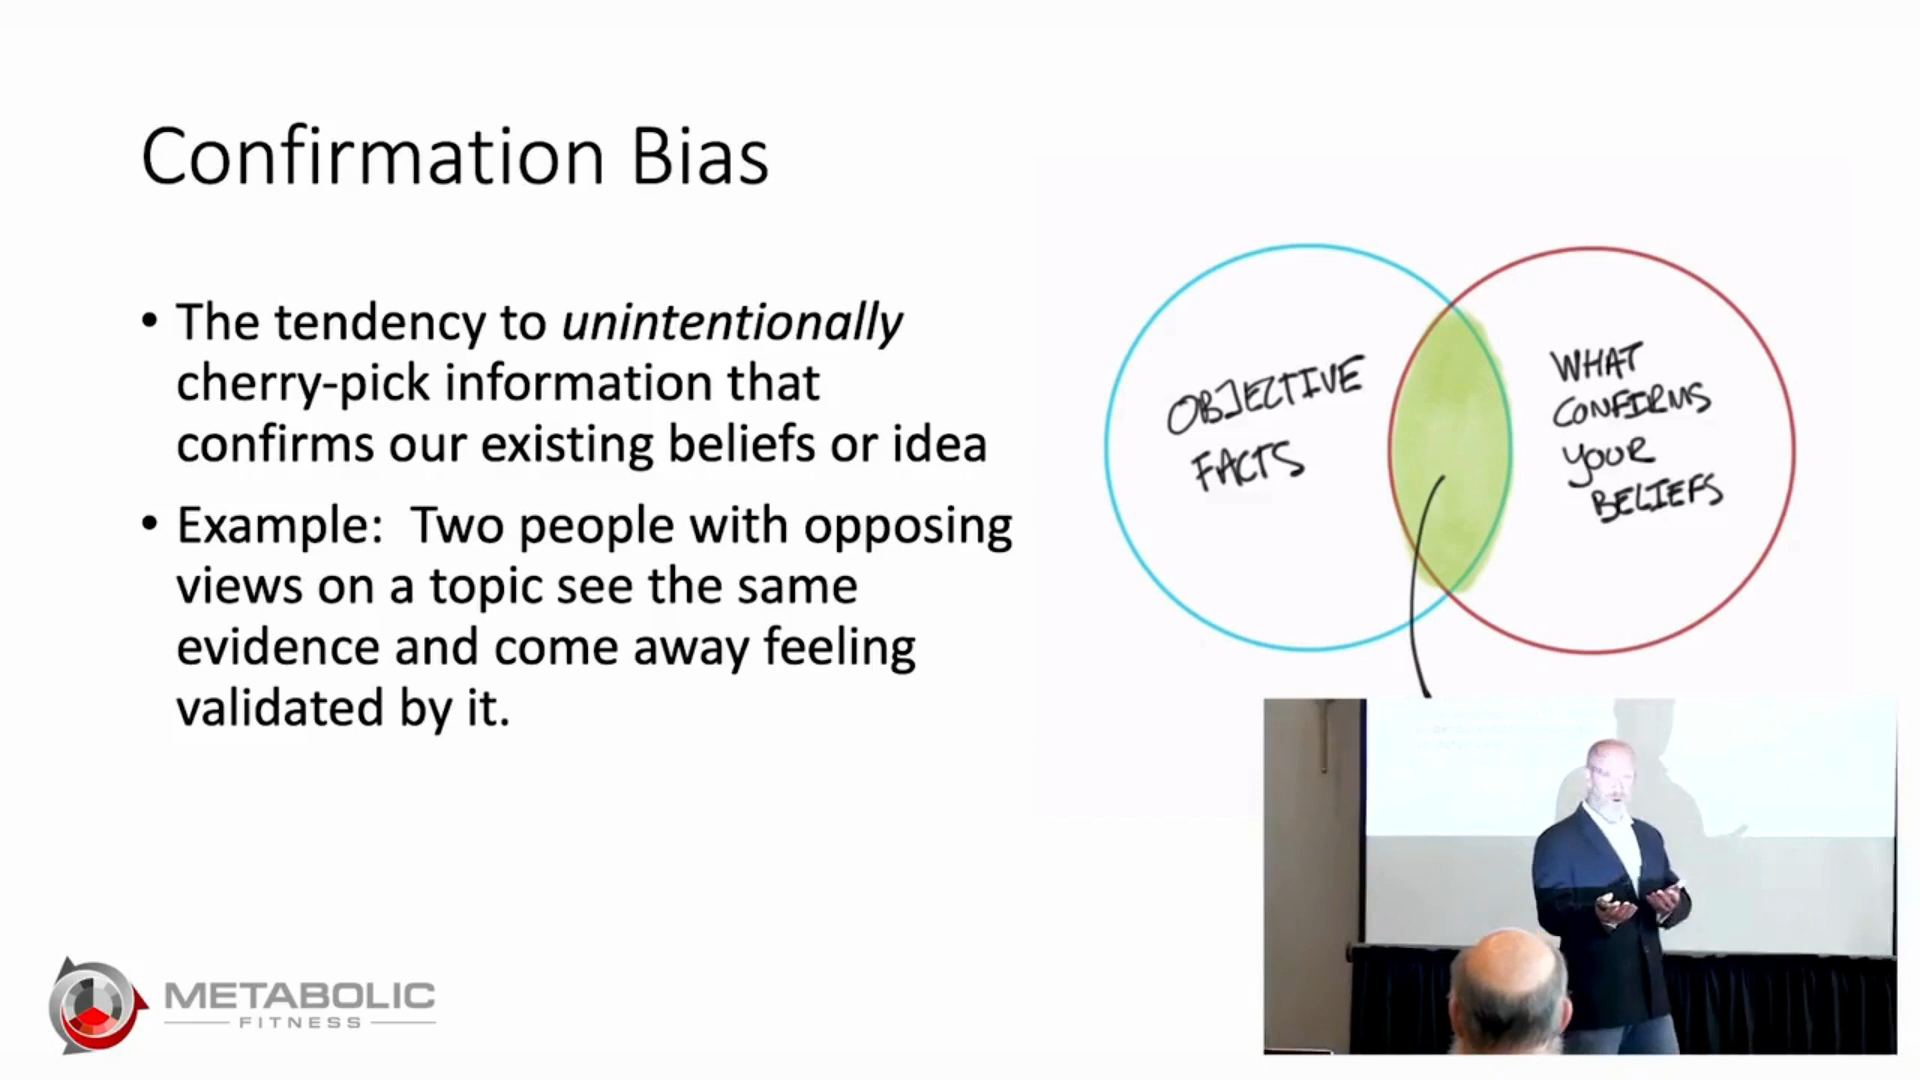 Confirmation Bias
• The tendency to unintentionally
cherry-pick information that
confirms our existing beliefs or idea
• Example:  Two people with opposing
views on a topic see the same
evidence and come away feeling
validated by it.
OBJECTIVE
FACTS
WHAT
CONFIRMS
YOUR
BELIEFS
METABOLIC
FITNESS